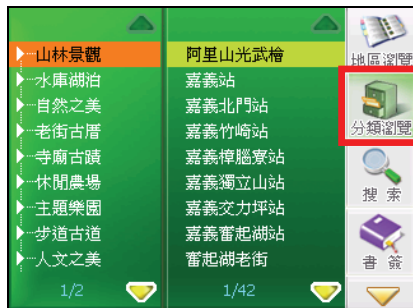 山林景觀
水庫湖泊
自然之美
老街古厝
寺廟古蹟
休閒農場
主題樂園
步道古道
人文之美
1/2
阿里山光武檜
嘉義站
嘉義北門站
嘉義竹崎站
嘉義樟腦寮站
嘉義獨立山站
嘉義交力坪站
嘉義奮起湖站
奮起湖老街
1/42
地區瀏覽
分類瀏覽
搜 索
書 籤